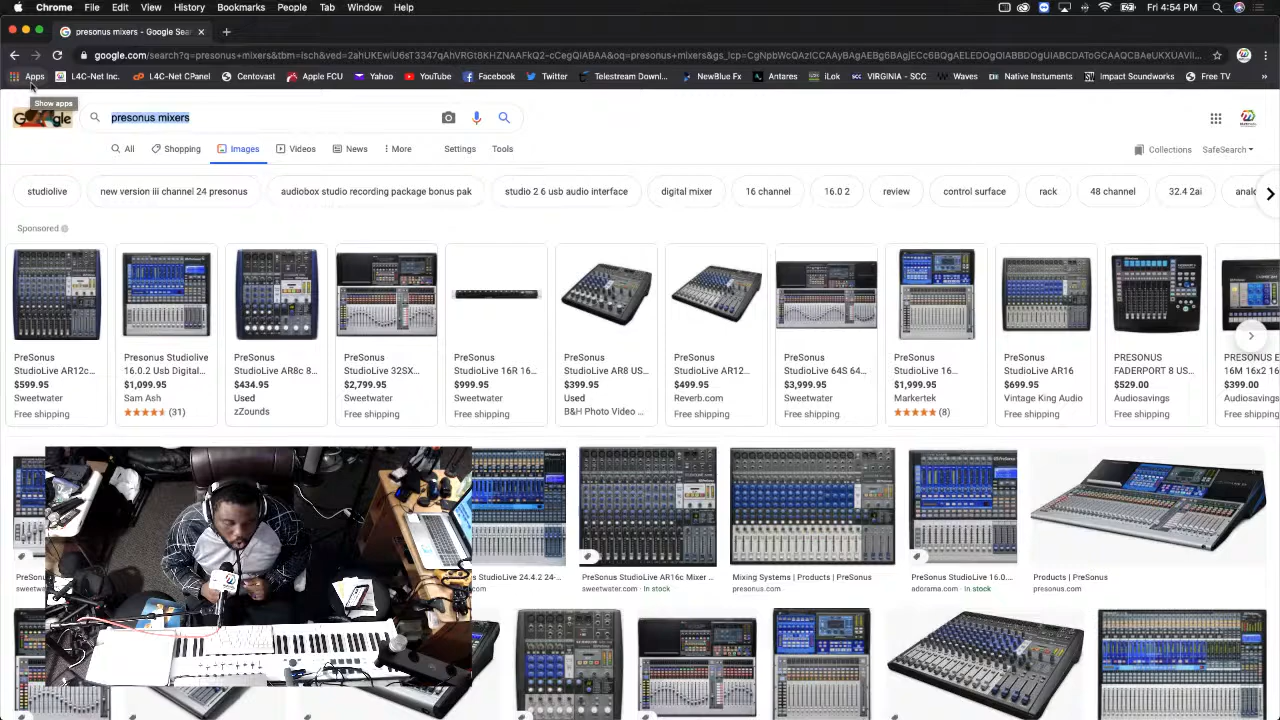 Chrome File Edit View History Bookmarks People Tab Window Help
Fri 4:54 PM
presonus mixers - Google Sea
google.com/search?q=presonus+mixers&tbm=isch&ved=
Apps L4C-Net Inc. L4C-Net CPanel Centovast Apple FCU Yahoo YouTube Facebook Twitter Telestream Downl... NewBlue Fx Antares iLok VIRGINIA - SCC Waves Native Instuments Impact Soundworks Free TV »
Show apps
Google
presonus mixers
All Shopping Images Videos News More Settings Tools
Collections SafeSearch
studiolive new version iii channel 24 presonus audiobox studio recording package bonus pak studio 2 6 usb audio interface digital mixer 16 channel 16.0 2 review control surface rack 48 channel 32.4 2ai analo
Sponsored
PreSonus StudioLive AR12c...
$599.95
Sweetwater
Free shipping
Presonus Studiolive 16.0.2 Usb Digital...
$1,099.95
Sam Ash
(31)
PreSonus StudioLive AR8c 8...
$434.95
Used
zZounds
PreSonus StudioLive 32SX...
$2,799.95
Sweetwater
Free shipping
PreSonus StudioLive 16R 16...
$999.95
Sweetwater
Free shipping
PreSonus StudioLive AR8 US...
$399.95
Used
B&H Photo Video ...
PreSonus StudioLive AR12...
$499.95
Reverb.com
Free shipping
PreSonus StudioLive 64S 64...
$3,999.95
Sweetwater
Free shipping
PreSonus Studiolive 16...
$1,999.95
Markertek
(8)
PreSonus StudioLive AR16
$699.95
Vintage King Audio
Free shipping
PRESONUS FADERPORT 8 US...
$529.00
Audiosavings
Free shipping
PRESONUS E
16M 16x2 16
$399.00
Audiosavings
Free shipping
PreSo
sweetwa
StudioLive 24.4.2 24-...
.com
PreSonus StudioLive AR16c Mixer ...
sweetwater.com · In stock
Mixing Systems | Products | PreSonus
presonus.com
PreSonus StudioLive 16.0....
adorama.com · In stock
Products | PreSonus
presonus.com